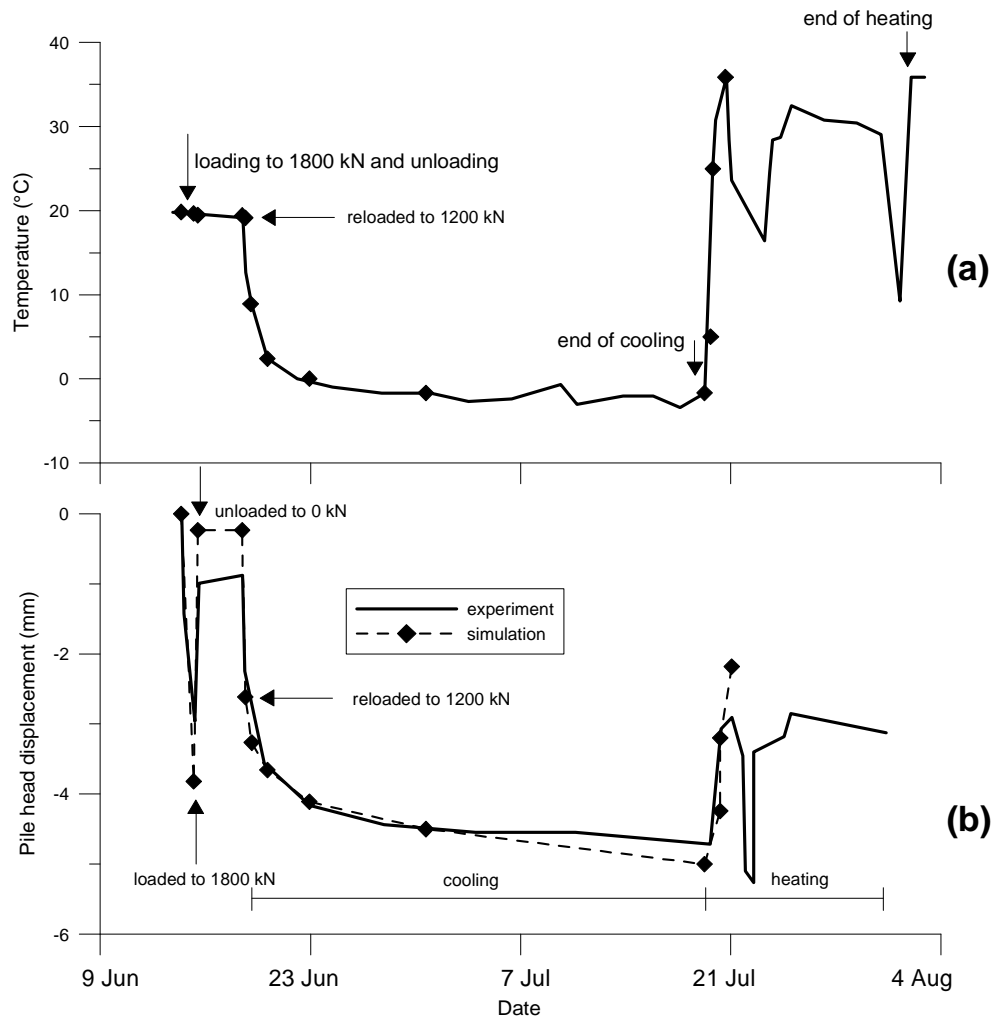 end of heating
40
30
20
10
0
-10
Temperature (°C)
loading to 1800 kN and unloading
reloaded to 1200 kN
end of cooling
(a)
0
-2
-4
-6
Pile head displacement (mm)
unloaded to 0 kN
experiment
simulation
reloaded to 1200 kN
loaded to 1800 kN
cooling
heating
(b)
9 Jun
23 Jun
7 Jul
21 Jul
4 Aug
Date